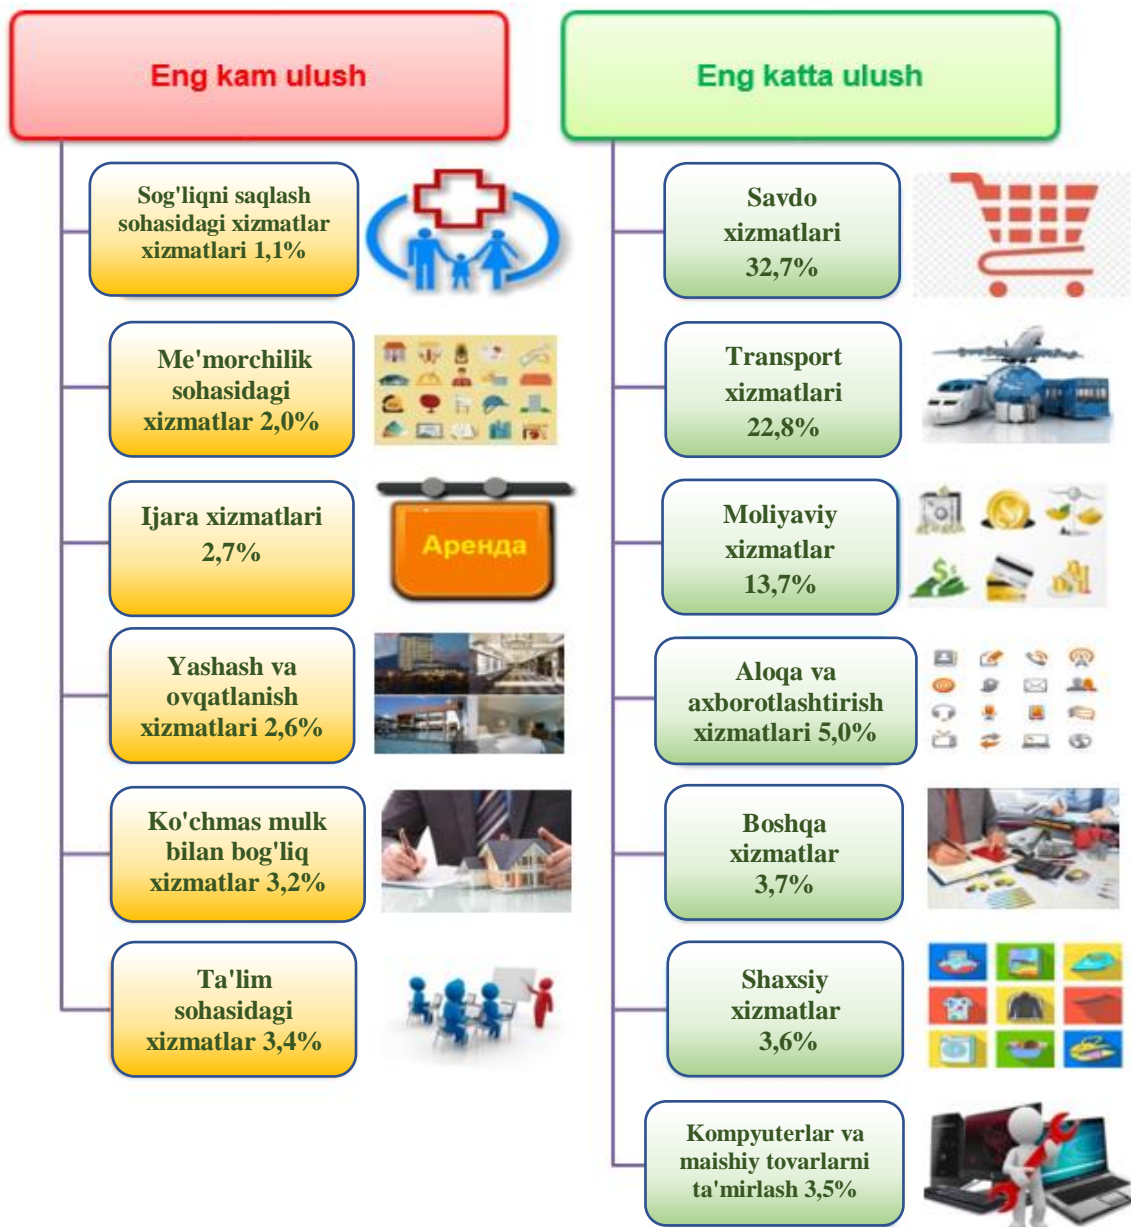 Eng kam ulush
Sog'liqni saqlash
sohasidagi xizmatlar
xizmatlari 1,1%
Me'morchilik
sohasidagi
xizmatlar 2,0%
Ijara xizmatlari
2,7%
Аренда
Yashash va
ovqatlanish
xizmatlari 2,6%
Ko'chmas mulk
bilan bog'liq
xizmatlar 3,2%
Ta'lim
sohasidagi
xizmatlar 3,4%
Eng katta ulush
Savdo
xizmatlari
32,7%
Transport
xizmatlari
22,8%
Moliyaviy
xizmatlar
13,7%
Aloqa va
axborotlashtirish
xizmatlari 5,0%
Boshqa
xizmatlar
3,7%
Shaxsiy
xizmatlar
3,6%
Kompyuterlar va
maishiy tovarlarni
ta'mirlash 3,5%